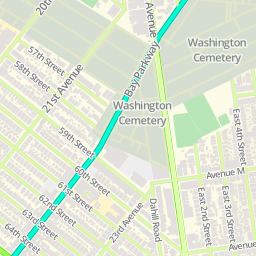 20th
Avenue
Washington
Cemetery
57th Street
58th Street
21st Avenue
Bay Parkway
Washington
Cemetery
59th Street
60th Street
61st Street
62nd Street
63rd Street
64th Street
23rd Avenue
Dahill Road
Avenue M
East 4th Street
East 3rd Street
East 2nd Street